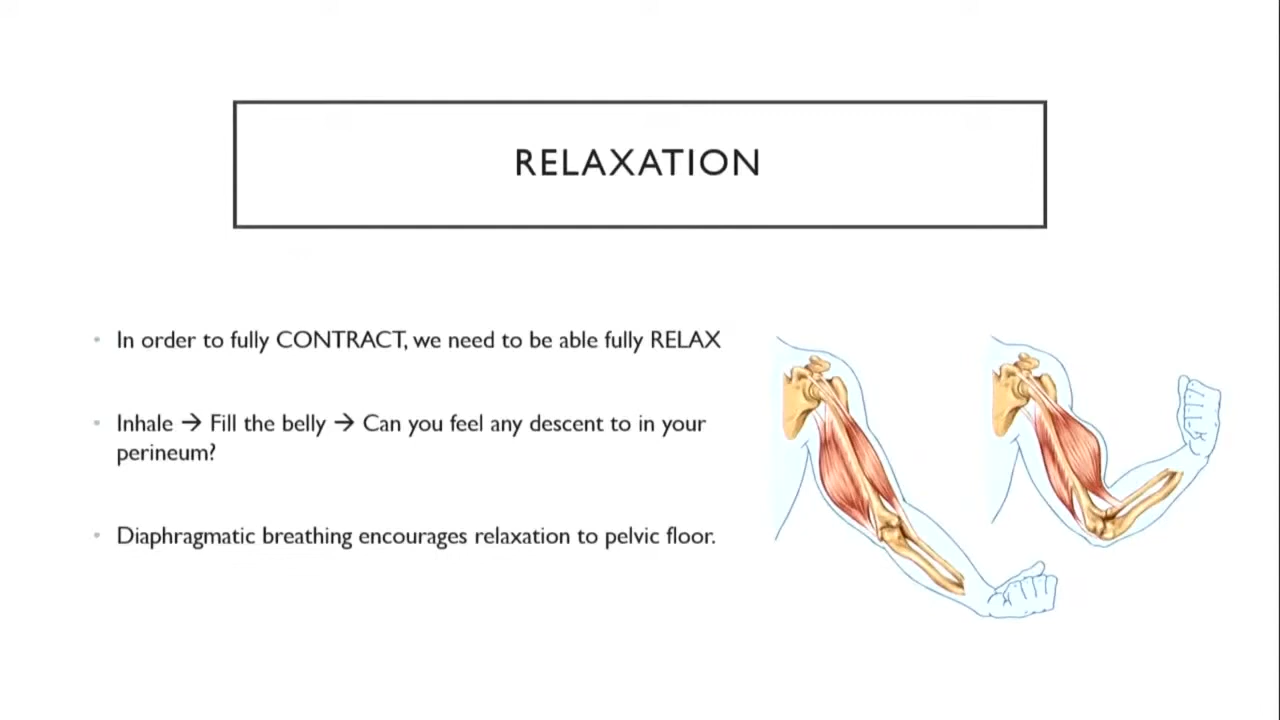 RELAXATION
In order to fully CONTRACT, we need to be able fully RELAX
Inhale → Fill the belly → Can you feel any descent to in your
perineum?
Diaphragmatic breathing encourages relaxation to pelvic floor.